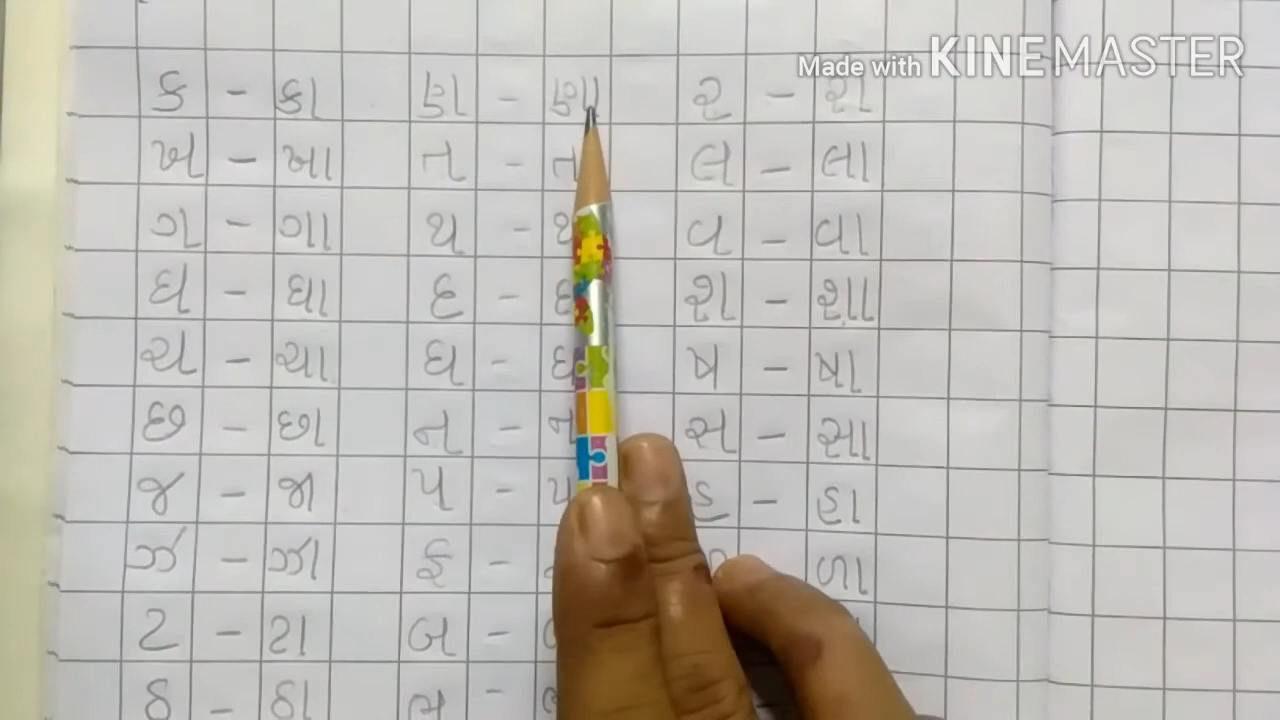 Made with KINEMASTER
ક - કા ણ - ણા ર - રા
ખ - ખા ત - લ - લા
ગ - ગા થ - વ - વા
ઘ - ઘા દ - શ - શા
ચ - ચા ધ - ષ - ષા
છ - છા ન - સ - સા
જ - જા પ - હ - હા
ઝ - ઝા ફ - ળા
ટ - ટા બ -
ઠ - ઠા ભ -